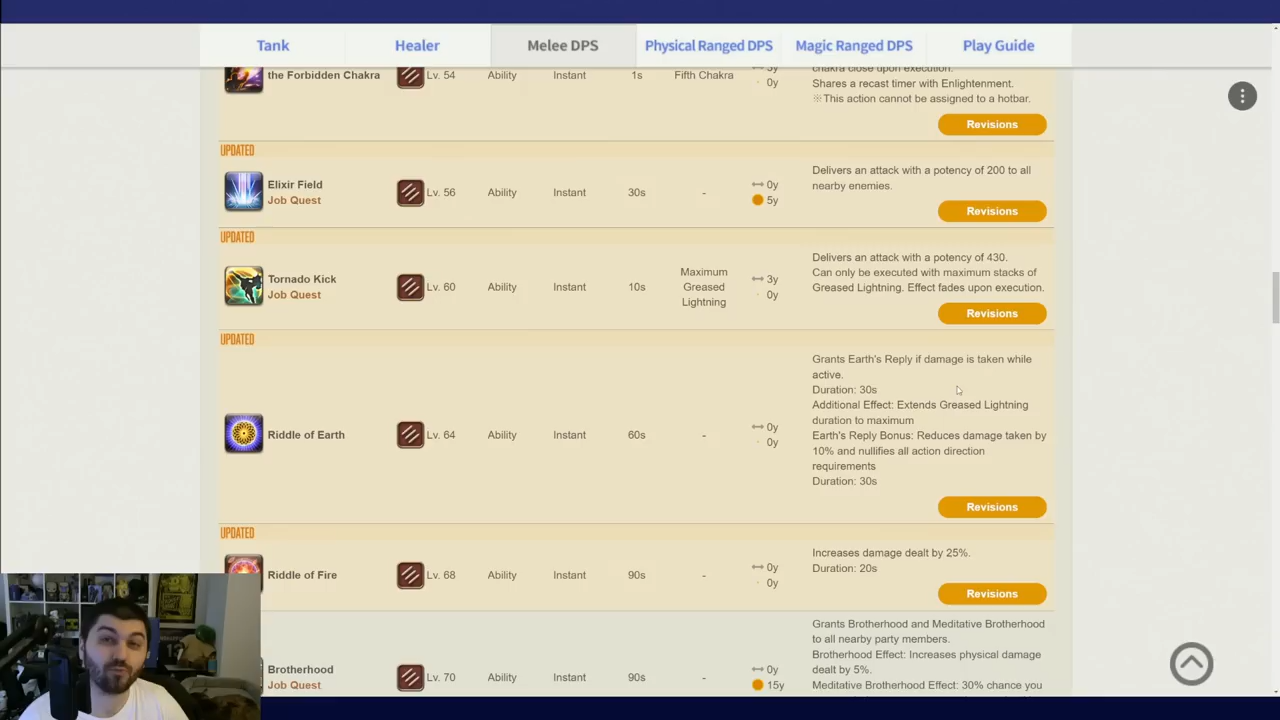 Tank
Healer
Melee DPS
Physical Ranged DPS
Magic Ranged DPS
Play Guide
the Forbidden Chakra
Lv. 54
Ability
Instant
1s
Fifth Chakra
0y
chakra close upon execution.
Shares a recast timer with Enlightenment.
※This action cannot be assigned to a hotbar.
Revisions
UPDATED
Elixir Field
Job Quest
Lv. 56
Ability
Instant
30s
-
0y
5y
Delivers an attack with a potency of 200 to all
nearby enemies.
Revisions
UPDATED
Tornado Kick
Job Quest
Lv. 60
Ability
Instant
10s
Maximum
Greased
Lightning
3y
0y
Delivers an attack with a potency of 430.
Can only be executed with maximum stacks of
Greased Lightning. Effect fades upon execution.
Revisions
UPDATED
Riddle of Earth
Lv. 64
Ability
Instant
60s
-
0y
0y
Grants Earth's Reply if damage is taken while
active.
Duration: 30s
Additional Effect: Extends Greased Lightning
duration to maximum
Earth's Reply Bonus: Reduces damage taken by
10% and nullifies all action direction
requirements
Duration: 30s
Revisions
UPDATED
Riddle of Fire
Lv. 68
Ability
Instant
90s
-
0y
0y
Increases damage dealt by 25%.
Duration: 20s
Revisions
Brotherhood
Job Quest
Lv. 70
Ability
Instant
90s
-
0y
15y
Grants Brotherhood and Meditative Brotherhood
to all nearby party members.
Brotherhood Effect: Increases physical damage
dealt by 5%.
Meditative Brotherhood Effect: 30% chance you